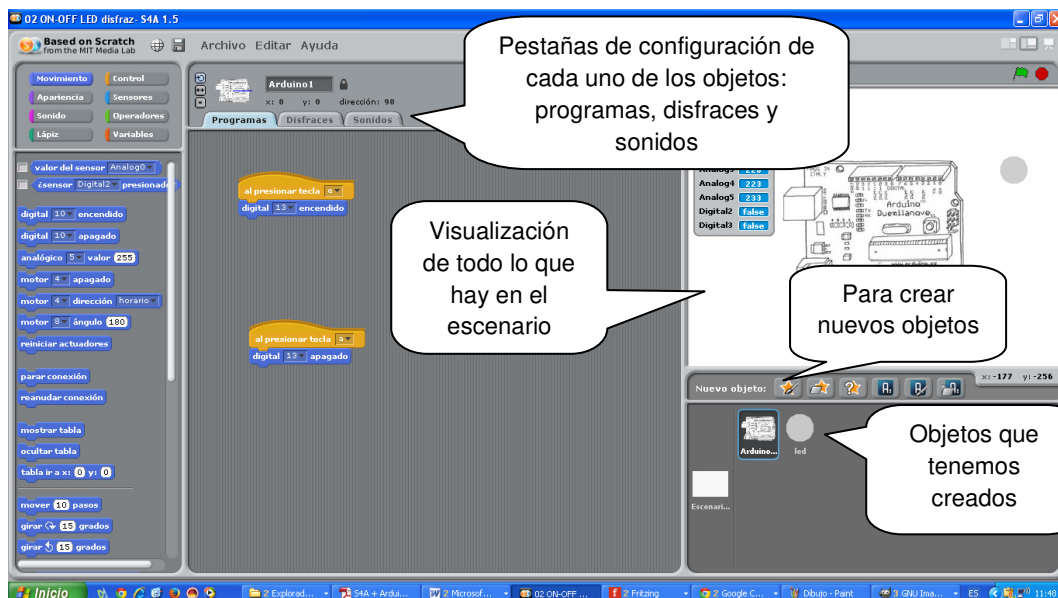 02 ON-OFF LED disfraz- S4A 1.5
Based on Scratch
from the MIT Media Lab
Archivo Editar Ayuda
Movimiento Control
Apariencia Sensores
Sonido Operadores
Lápiz Variables
Arduino1
x: 0 y: 0 dirección: 90
Programas Disfraces Sonidos
Pestañas de configuración de
cada uno de los objetos:
programas, disfraces y
sonidos
valor del sensor Analog0
¿sensor Digital2 presionado
digital 10 encendido
digital 10 apagado
analógico 5 valor 255
motor 4 apagado
motor 4 dirección horario
motor 8 ángulo 180
reiniciar actuadores
parar conexión
reanudar conexión
mostrar tabla
ocultar tabla
tabla ir a x: 0 y: 0
mover 10 pasos
girar 15 grados
girar 15 grados
al presionar tecla
digital 13 encendido
al presionar tecla a
digital 13 apagado
Visualización
de todo lo que
hay en el
escenario
Analog4 223
Analog5 233
Digital2 false
Digital3 false
MADE IN
ITALY
DIGITAL
Arduino
Duemilanove
Para crear
nuevos objetos
x: -177 y: -256
Nuevo objeto:
Arduino... led
Escenari...
Objetos que
tenemos
creados
Inicio 2 Explorad... S4A + Ardui... 2 Microsof... 02 ON-OFF ... 2 Fritzing 2 Google C... Dibujo - Paint 3 GNU Ima... ES 11:48